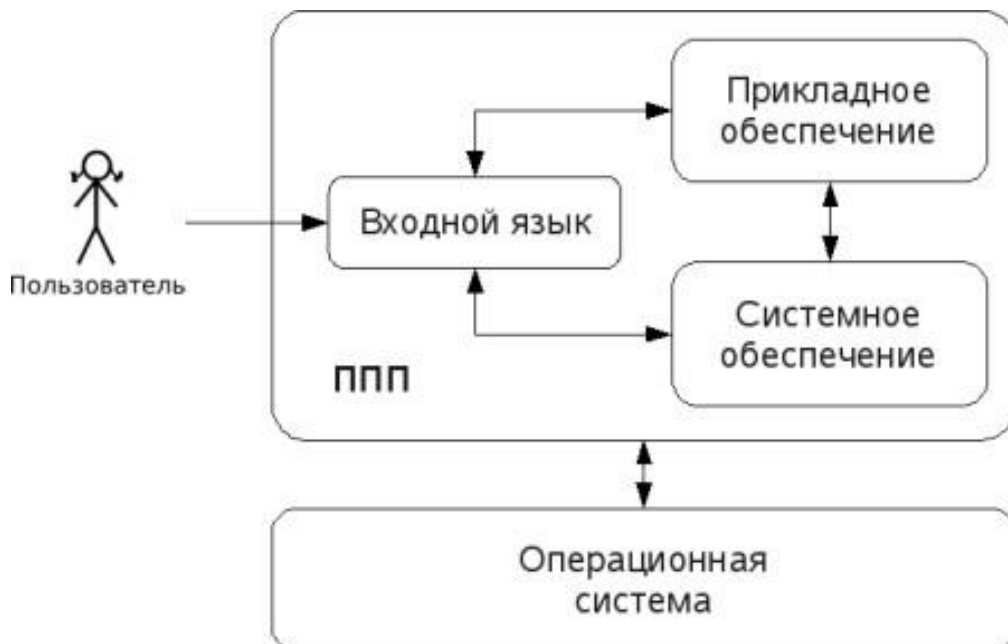 Прикладное
обеспечение
Входной язык
Пользователь
Системное
обеспечение
ППП
Операционная
система